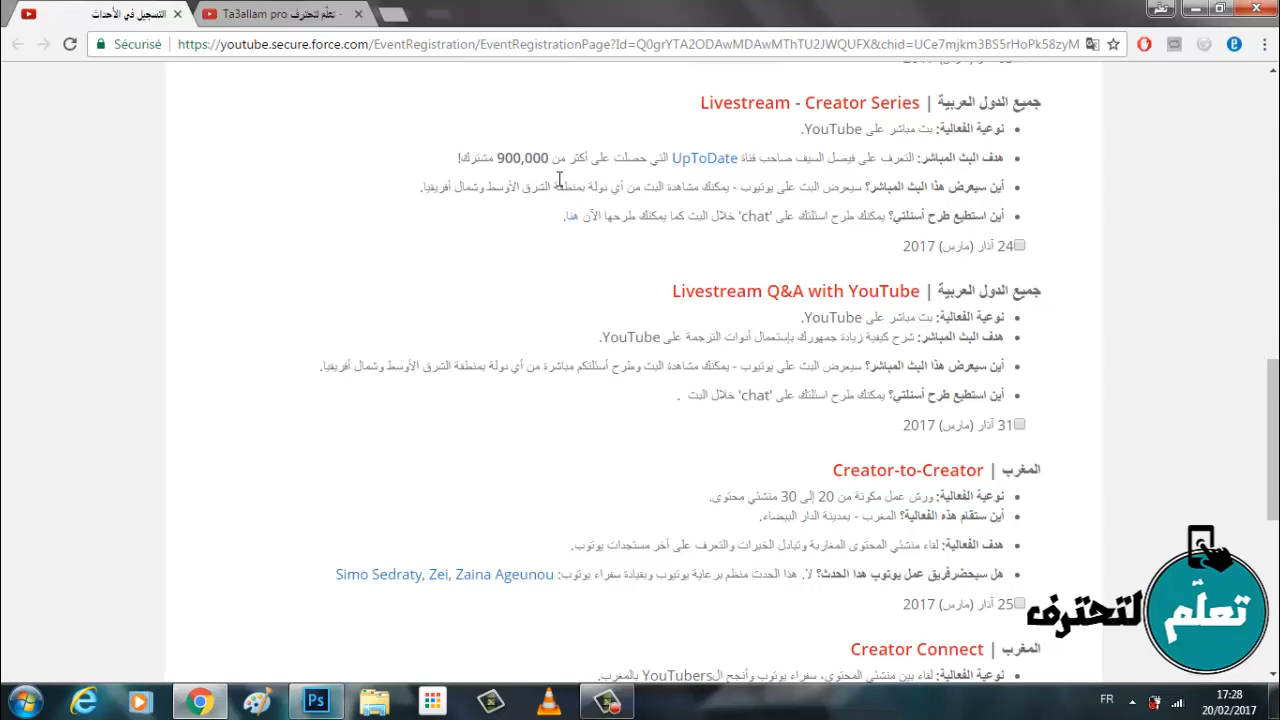 التسجيل في الأحداث
Ta3allam pro تعلّم لتحترف -
Sécurisé
https://youtube.secure.force.com/EventRegistration/EventRegistrationPage?Id=Q0grYTA2ODAwMDAwMThTU2JWQUFX&chid=UCe7mjkm3BS5rHoPk58zyM
جميع الدول العربية | Livestream - Creator Series
نوعية الفعالية: بث مباشر على YouTube.
هدف البث المباشر: التعرف على فيصل السيف صاحب قناة UpToDate التي حصلت على أكثر من 900,000 مشترك!
أين سيعرض هذا البث المباشر؟ سيعرض البث على يوتيوب - يمكنك مشاهدة البث من أي دولة بمنطقة الشرق الأوسط وشمال أفريقيا.
أين استطيع طرح أسئلتي؟ يمكنك طرح اسئلتك على 'chat' خلال البث كما يمكنك طرحها الآن هنا.
24 آذار (مارس) 2017
جميع الدول العربية | Livestream Q&A with YouTube
نوعية الفعالية: بث مباشر على YouTube.
هدف البث المباشر: شرح كيفية زيادة جمهورك بإستعمال أدوات الترجمة على YouTube.
أين سيعرض هذا البث المباشر؟ سيعرض البث على يوتيوب - يمكنك مشاهدة البث وطرح أسئلتكم مباشرة من أي دولة بمنطقة الشرق الأوسط وشمال أفريقيا.
أين استطيع طرح أسئلتي؟ يمكنك طرح اسئلتك على 'chat' خلال البث .
31 آذار (مارس) 2017
المغرب | Creator-to-Creator
نوعية الفعالية: ورش عمل مكونة من 20 إلى 30 منشئي محتوى.
أين ستقام هذه الفعالية؟ المغرب - بمدينة الدار البيضاء.
هدف الفعالية: لقاء منشئي المحتوى المغاربة وتبادل الخبرات والتعرف على أخر مستجدات يوتوب.
هل سيحضرفريق عمل يوتوب هدا الحدث؟ لا. هذا الحدث منظم برعاية يوتيوب وبقيادة سفراء يوتوب: Simo Sedraty, Zei, Zaina Ageunou
25 آذار (مارس) 2017
تعلّم لتحترف
المغرب | Creator Connect
نوعية الفعالية: لقاء بين منشئي المحتوى، سفراء يوتوب وأنجح الYouTubers بالمغرب.
FR
17:28
20/02/2017